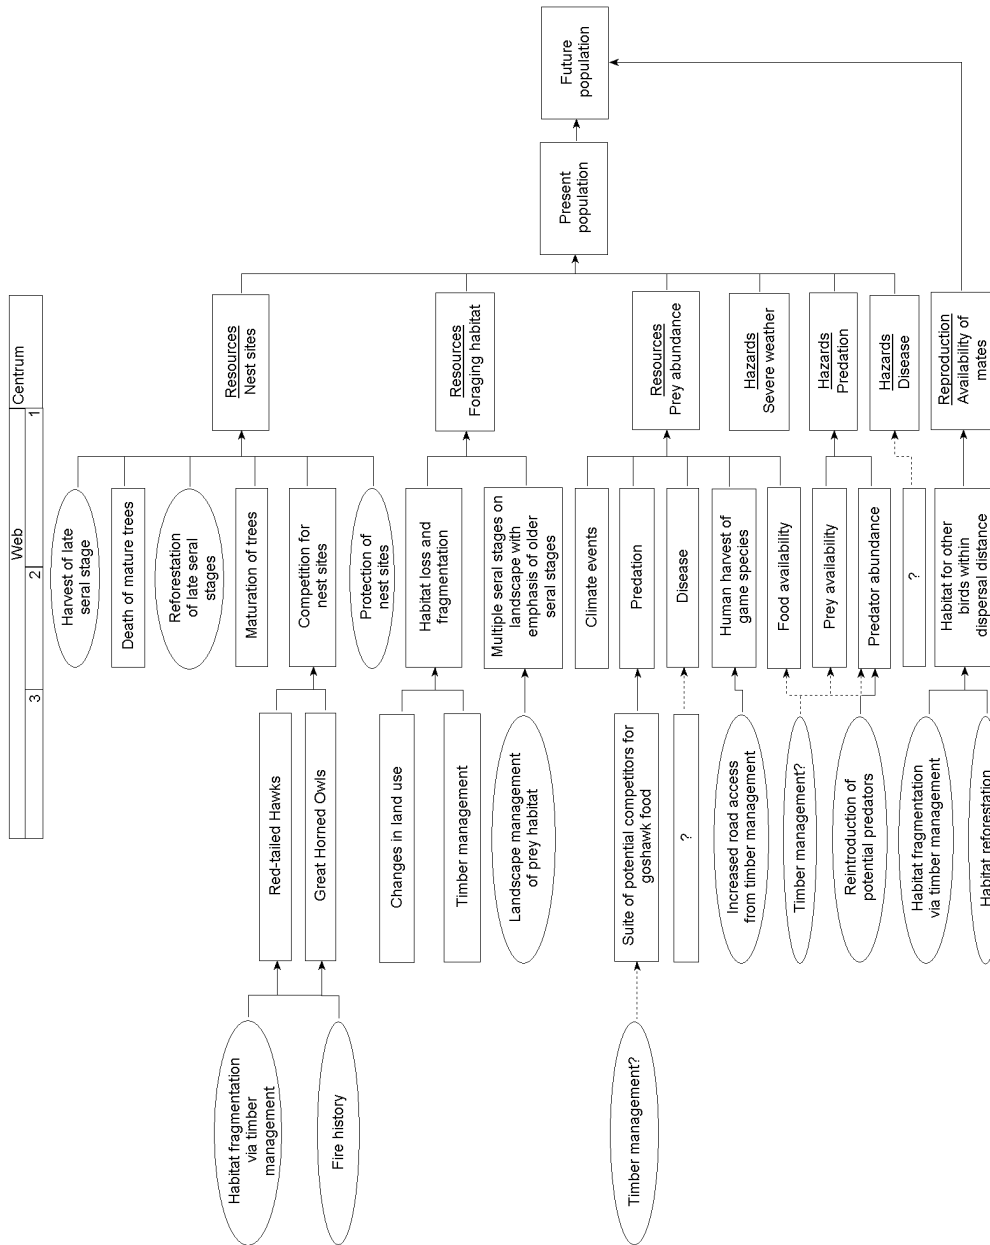 Web
Centrum
3
2
1
Harvest of late
seral stage
Death of mature trees
Reforestation
of late seral
stages
Maturation of trees
Competition for
nest sites
Protection of
nest sites
Resources
Nest sites
Red-tailed Hawks
Great Horned Owls
Habitat fragmentation
via timber
management
Fire history
Habitat loss and
fragmentation
Multiple seral stages on
landscape with
emphasis of older
seral stages
Resources
Foraging habitat
Changes in land use
Timber management
Landscape management
of prey habitat
Present
population
Future
population
Climate events
Predation
Disease
Human harvest of
game species
Food availability
Resources
Prey abundance
Suite of potential competitors for
goshawk food
?
Increased road access
from timber management
Timber management?
Timber management?
Hazards
Severe weather
Prey availability
Predator abundance
Hazards
Predation
Reintroduction of
potential predators
?
Hazards
Disease
Habitat for other
birds within
dispersal distance
Reproduction
Availability of
mates
Habitat fragmentation
via timber management
Habitat reforestation